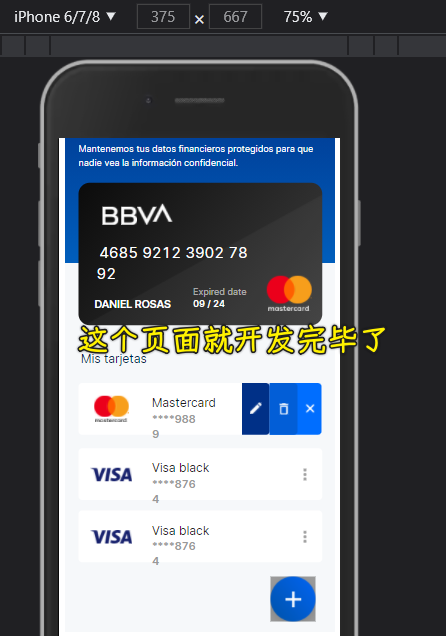 iPhone 6/7/8 ▼ 375 × 667 75% ▼
Mantenemos tus datos financieros protegidos para que
nadie vea la información confidencial.
BBVA
4685 9212 3902 78
92
Expired date
DANIEL ROSAS 09 / 24
mastercard
这个页面就开发完毕了
Mis tarjetas
mastercard
Mastercard
****988
9
VISA
Visa black
****876
4
VISA
Visa black
****876
4